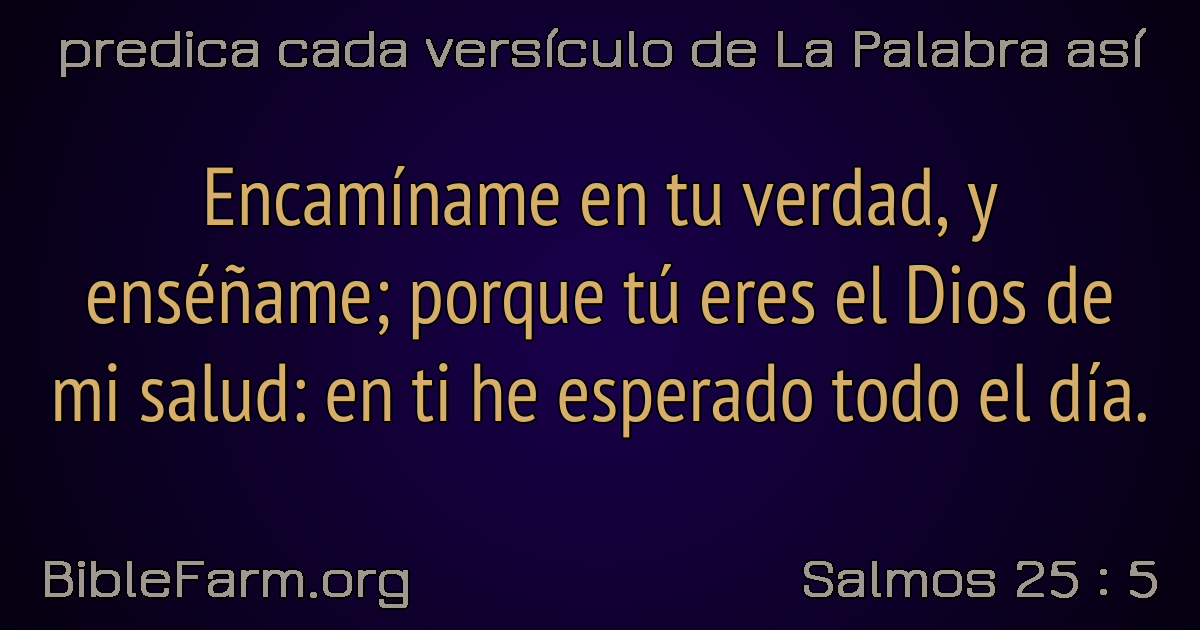 predica cada versículo de La Palabra así
Encamíname en tu verdad, y
enséñame; porque tú eres el Dios de
mi salud: en ti he esperado todo el día.
BibleFarm.org
Salmos 25 : 5